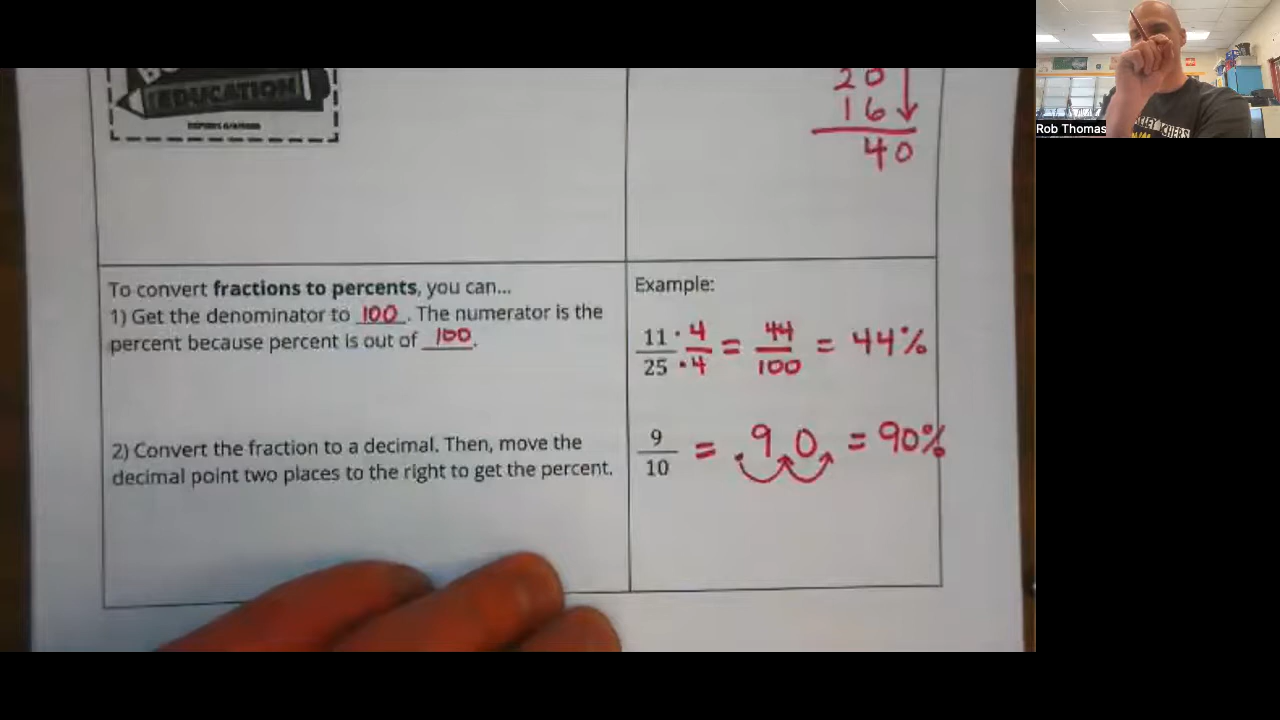 EDUCATION
20
16
40
To convert fractions to percents, you can...
1) Get the denominator to 100. The numerator is the
percent because percent is out of 100.
Example:
11/25 · 4/4 = 44/100 = 44%
2) Convert the fraction to a decimal. Then, move the
decimal point two places to the right to get the percent.
9/10 = .90. = 90%
Rob Thomas